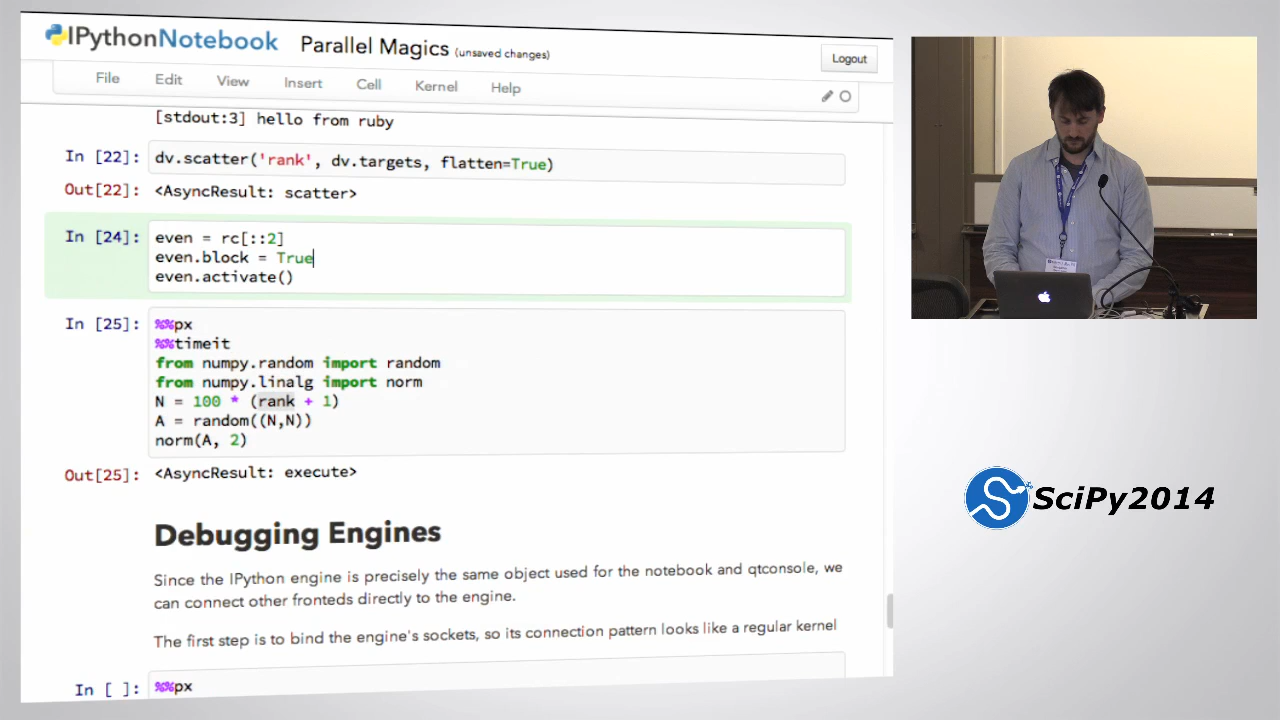 IPythonNotebook Parallel Magics (unsaved changes)
Logout
File Edit View Insert Cell Kernel Help
[stdout:3] hello from ruby
In [22]: dv.scatter('rank', dv.targets, flatten=True)
Out[22]: <AsyncResult: scatter>
In [24]: even = rc[::2]
even.block = True
even.activate()
In [25]: %%px
%%timeit
from numpy.random import random
from numpy.linalg import norm
N = 100 * (rank + 1)
A = random((N,N))
norm(A, 2)
Out[25]: <AsyncResult: execute>
Debugging Engines
Since the IPython engine is precisely the same object used for the notebook and qtconsole, we
can connect other fronteds directly to the engine.
The first step is to bind the engine's sockets, so its connection pattern looks like a regular kernel
In [ ]: %%px
SciPy2014